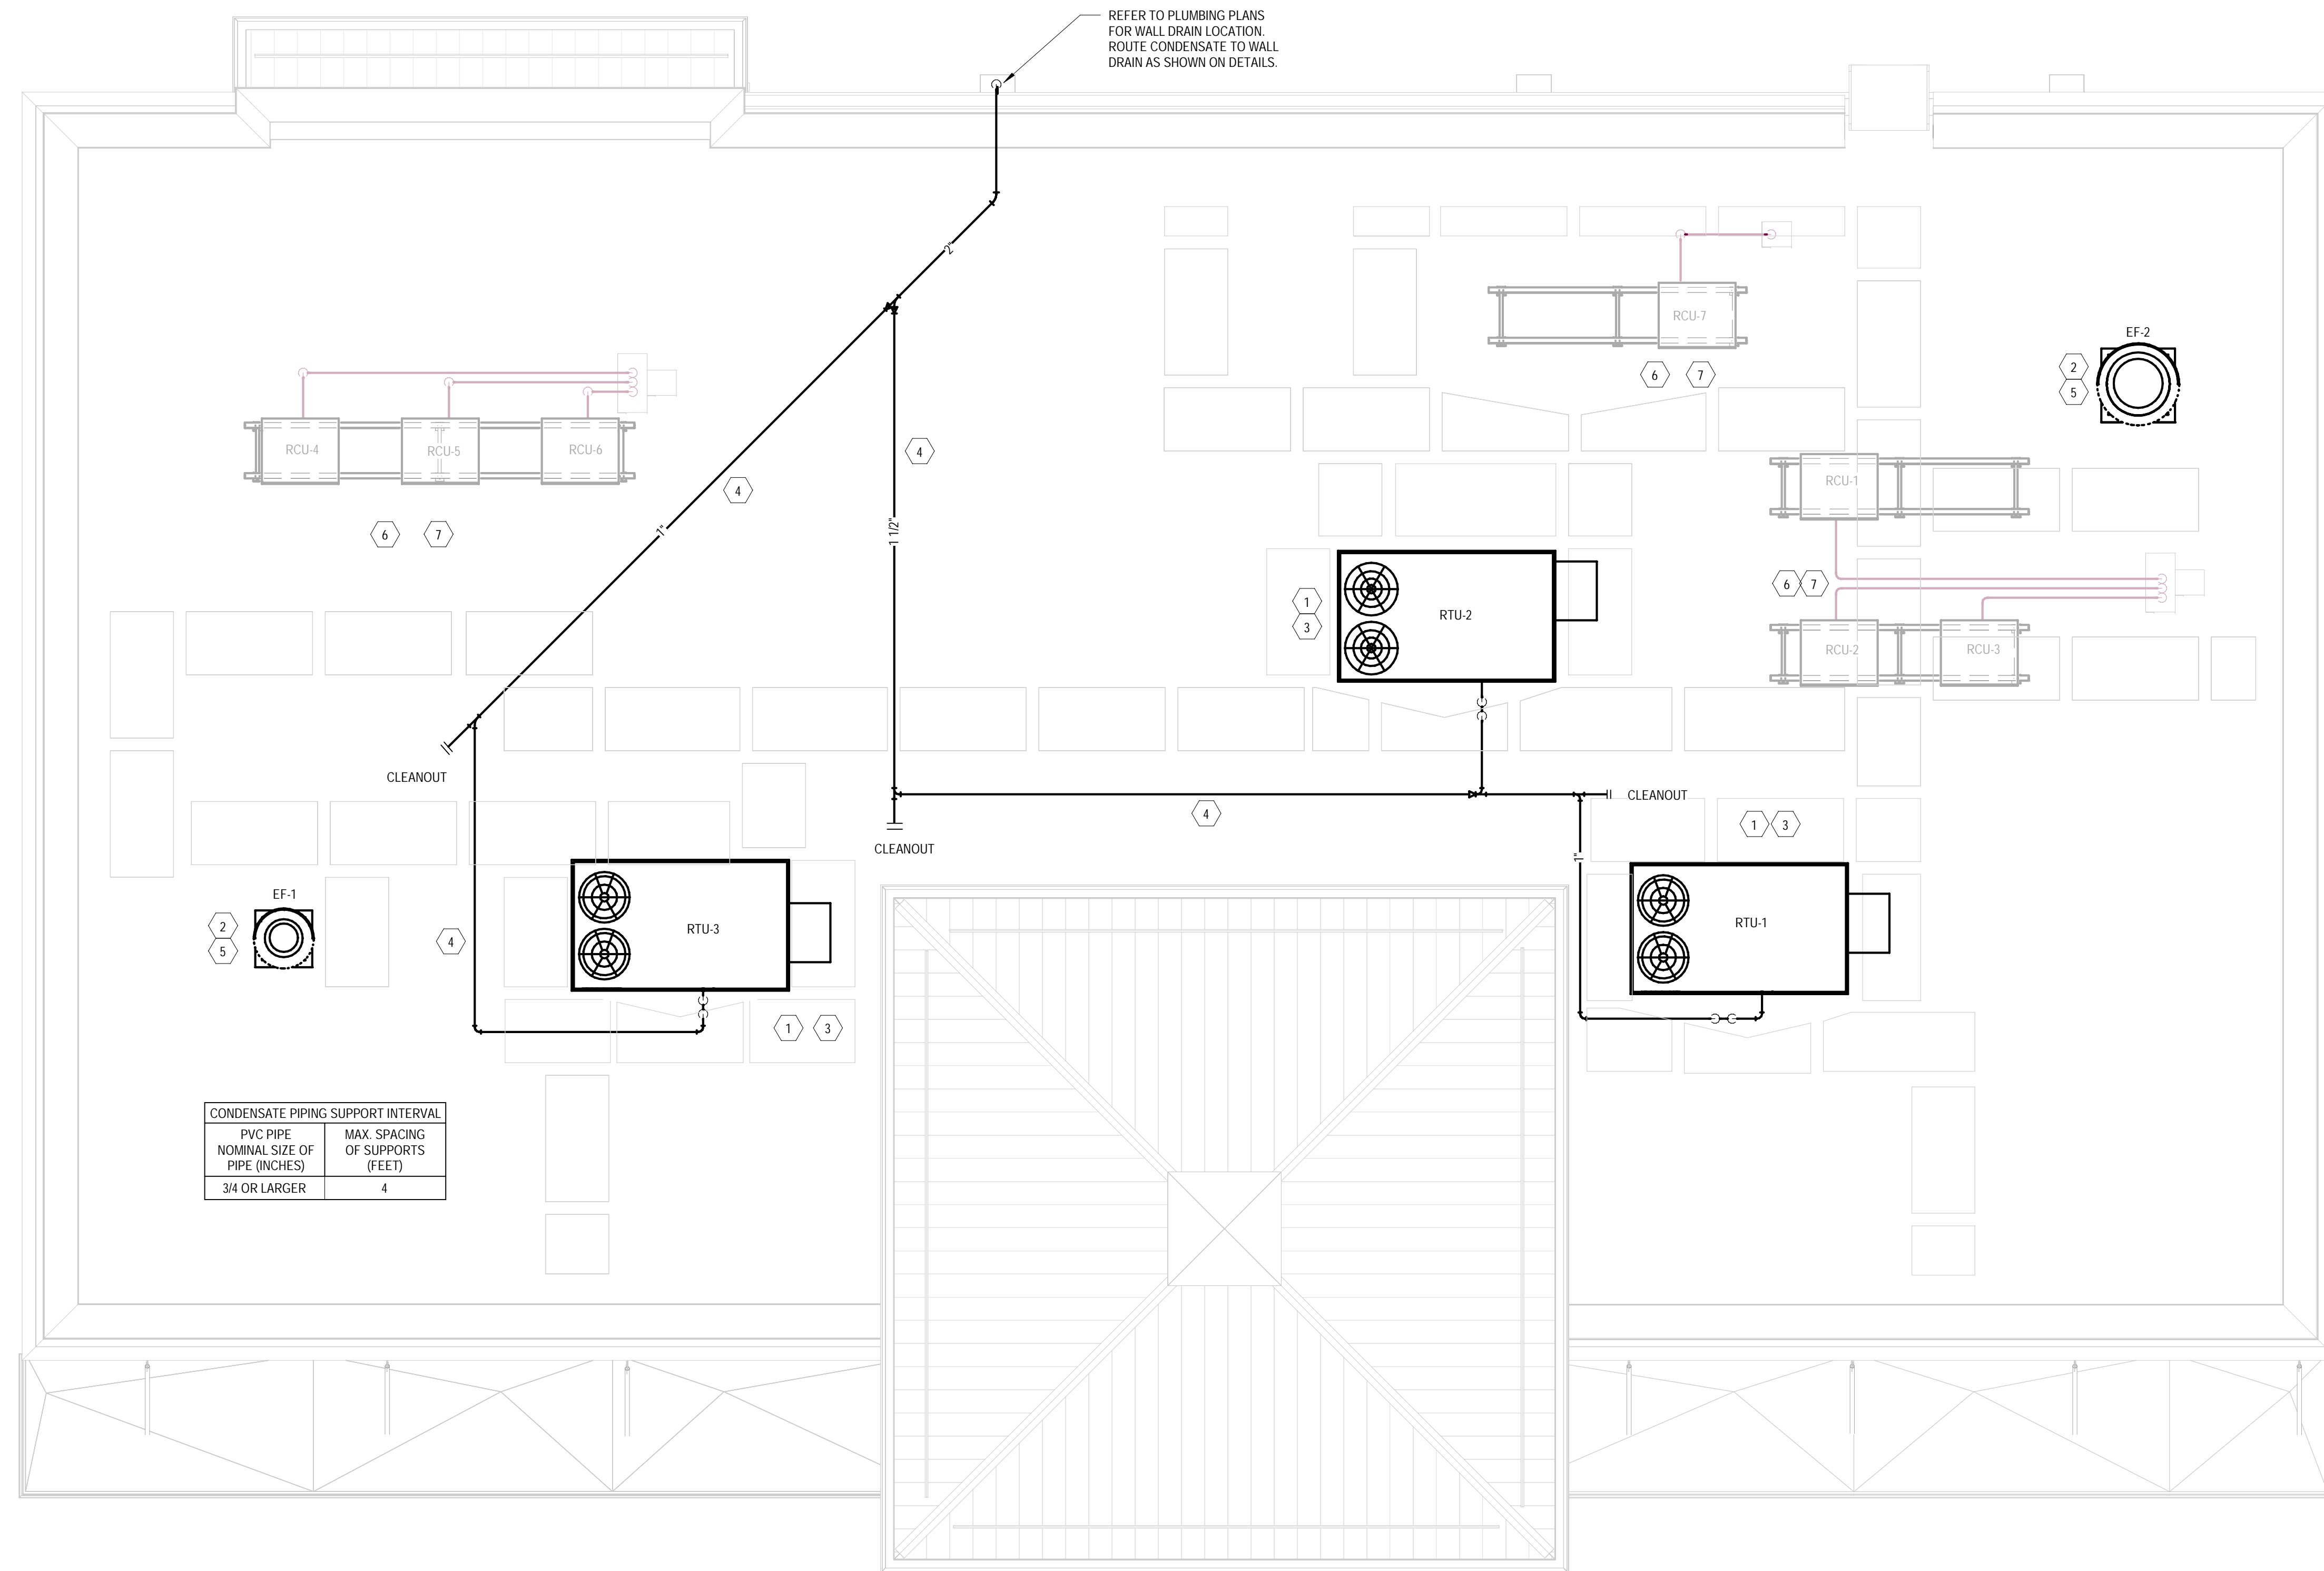 REFER TO PLUMBING PLANS
FOR WALL DRAIN LOCATION.
ROUTE CONDENSATE TO WALL
DRAIN AS SHOWN ON DETAILS.
2"
RCU-7
6
7
EF-2
2
5
RCU-4
RCU-5
RCU-6
6
7
4
4
1"
1 1/2"
RCU-1
6
7
RCU-2
RCU-3
RTU-2
1
3
CLEANOUT
CLEANOUT
4
CLEANOUT
1
3
1"
RTU-1
EF-1
2
5
4
RTU-3
1
3
CONDENSATE PIPING SUPPORT INTERVAL
PVC PIPE
NOMINAL SIZE OF
PIPE (INCHES)
MAX. SPACING
OF SUPPORTS
(FEET)
3/4 OR LARGER
4